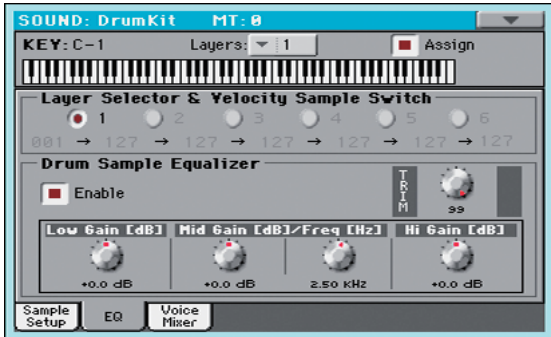 SOUND: DrumKit MT: 0
KEY: C-1 Layers: 1 Assign
Layer Selector & Velocity Sample Switch
1 2 3 4 5 6
001 → 127 → 127 → 127 → 127 → 127 → 127
Drum Sample Equalizer
Enable
TRIM
99
Low Gain [dB] Mid Gain [dB]/Freq [Hz] Hi Gain [dB]
+0.0 dB +0.0 dB 2.50 KHz +0.0 dB
Sample Setup EQ Voice Mixer